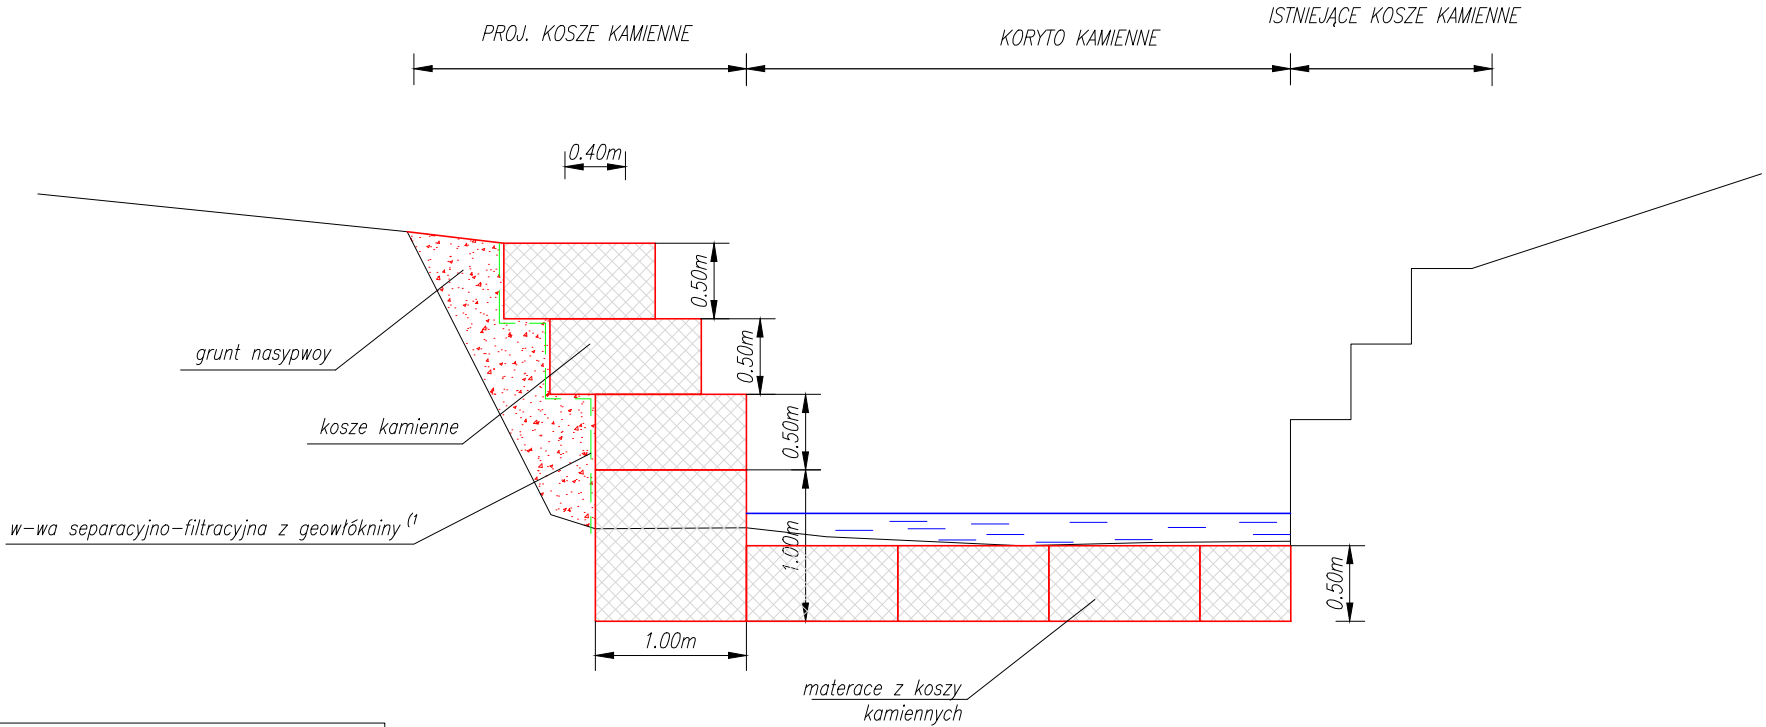 PROJ. KOSZE KAMIENNE
KORYTO KAMIENNE
ISTNIEJĄCE KOSZE KAMIENNE
0.40m
0.50m
0.50m
0.50m
1.00m
0.50m
1.00m
grunt nasypwoy
kosze kamienne
w-wa separacyjno-filtracyjna z geowłókniny (1
materace z koszy
kamiennych